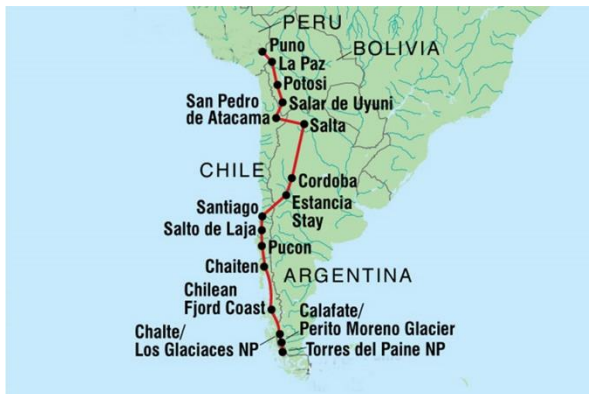 PERU
Puno
BOLIVIA
La Paz
Potosi
San Pedro
de Atacama
Salar de Uyuni
Salta
CHILE
Cordoba
Estancia
Stay
Santiago
Salto de Laja
Pucon
Chaiten
ARGENTINA
Chilean
Fjord Coast
Calafate/
Perito Moreno Glacier
Chalte/
Los Glaciaces NP
Torres del Paine NP